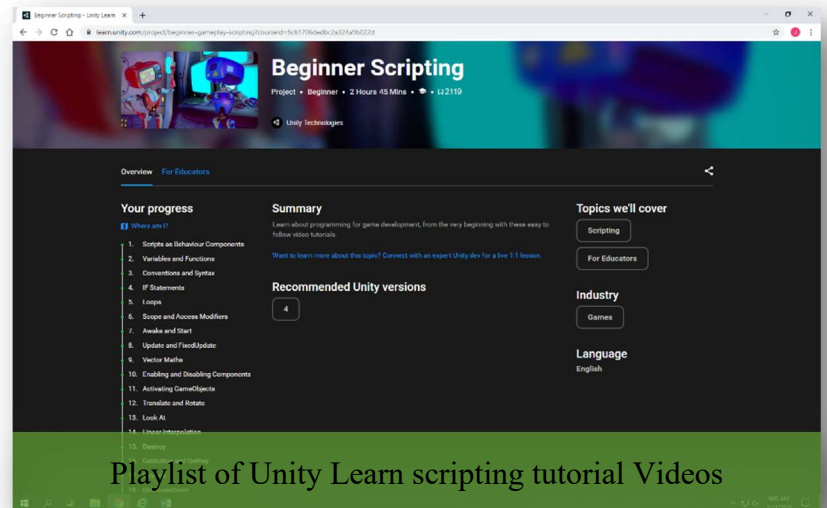 Beginner Scripting - Unity Learn
learn.unity.com/project/beginner-gameplay-scripting?courseId=5c61706dedbc2a324a9b022d
Beginner Scripting
Project • Beginner • 2 Hours 45 Mins • 2119
Unity Technologies
Overview For Educators
Your progress
Where am I?
1. Scripts as Behaviour Components
2. Variables and Functions
3. Conventions and Syntax
4. IF Statements
5. Loops
6. Scope and Access Modifiers
7. Awake and Start
8. Update and FixedUpdate
9. Vector Maths
10. Enabling and Disabling Components
11. Activating GameObjects
12. Translate and Rotate
13. Look At
14. Linear Interpolation
15. Destroy
Summary
Learn about programming for game development, from the very beginning with these easy to
follow video tutorials.
Want to learn more about this topic? Connect with an expert Unity dev for a live 1:1 lesson.
Recommended Unity versions
4
Topics we'll cover
Scripting
For Educators
Industry
Games
Language
English
Playlist of Unity Learn scripting tutorial Videos